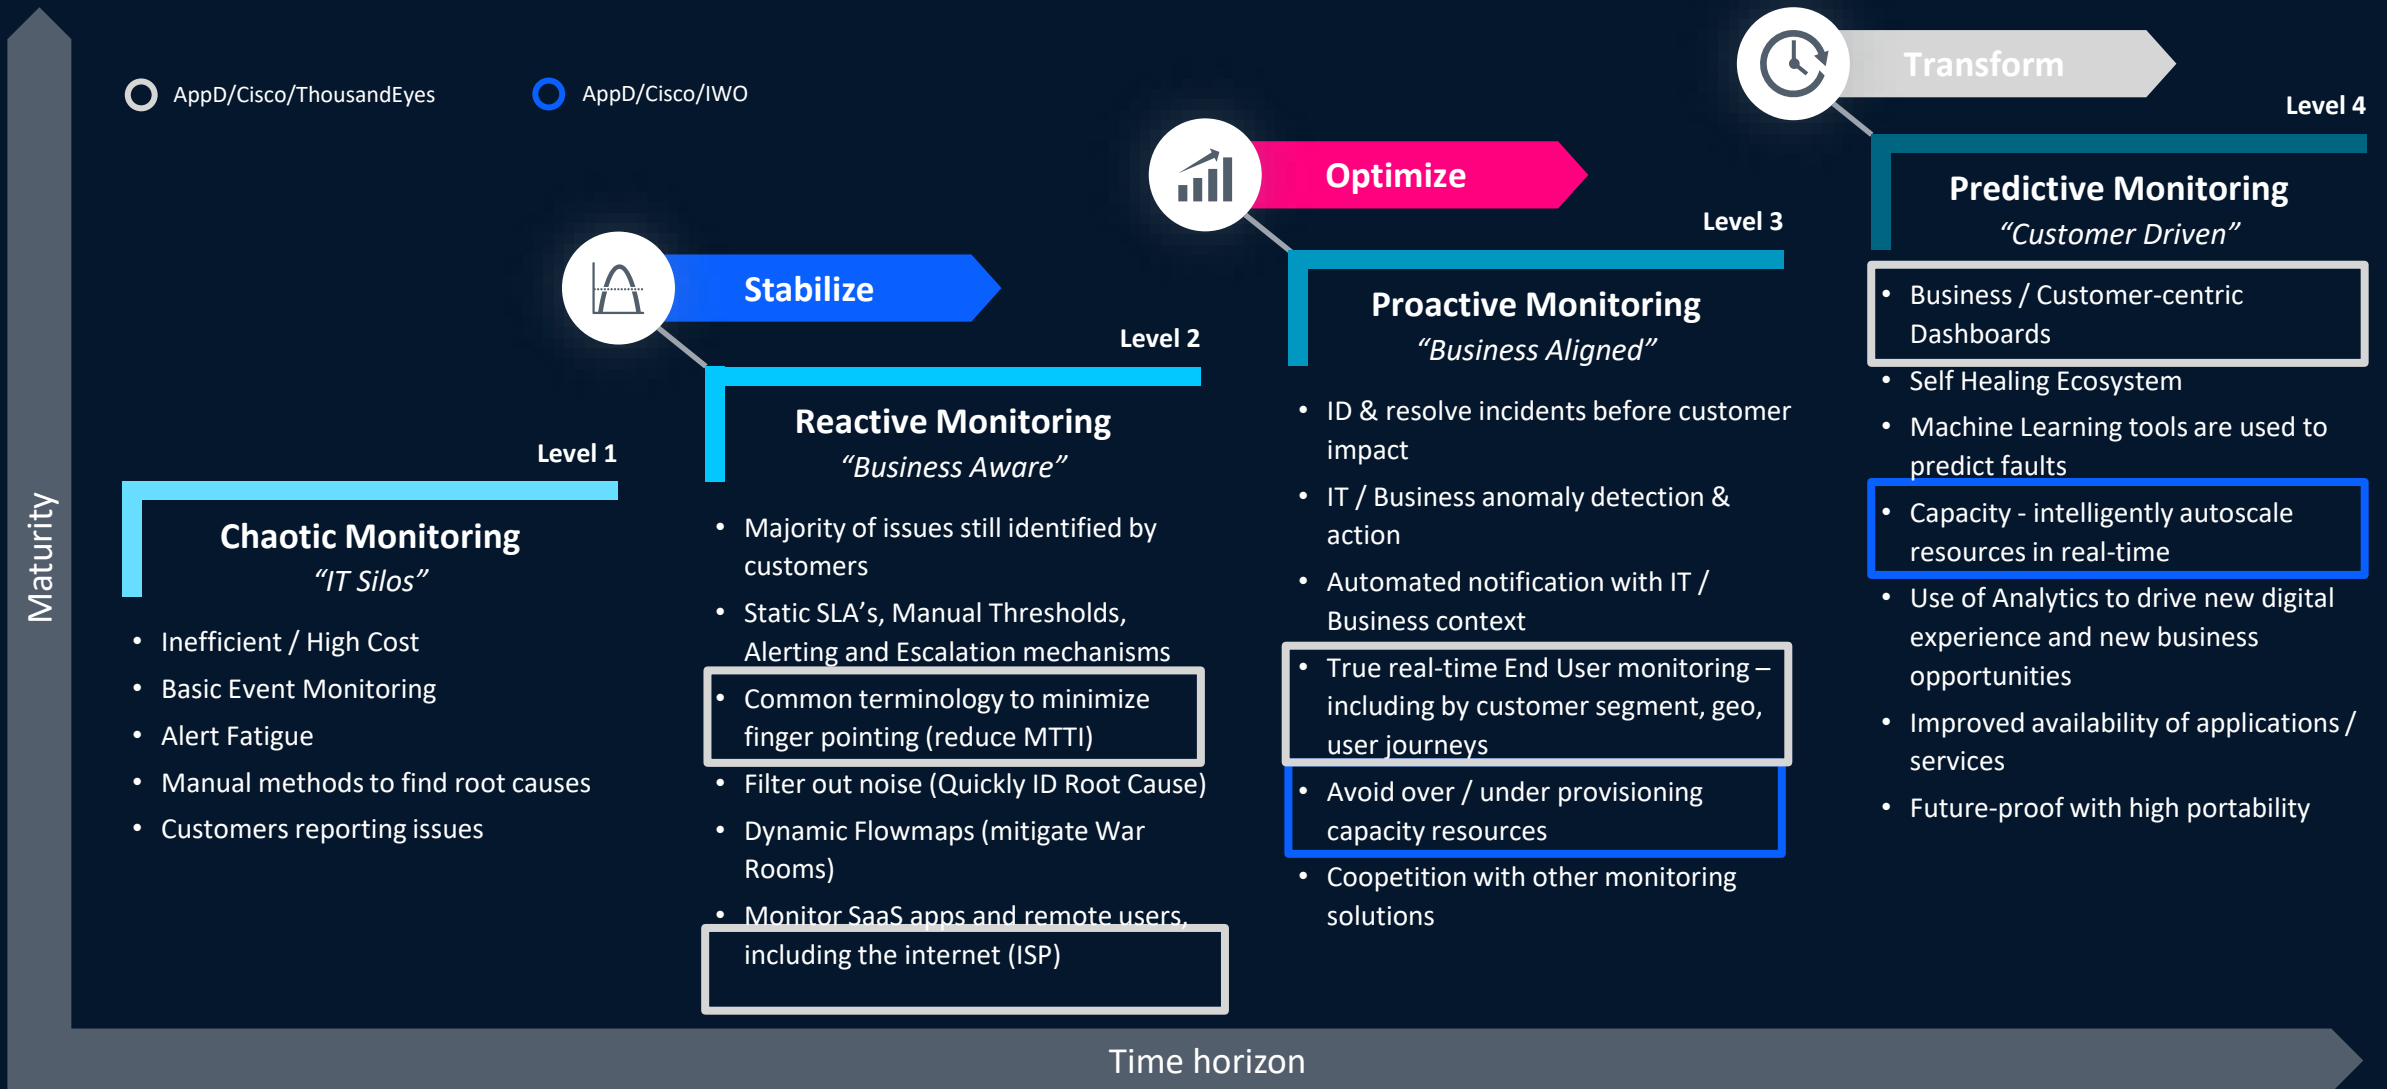 AppD/Cisco/ThousandEyes
AppD/Cisco/IWO
Maturity
Level 1
Chaotic Monitoring
“IT Silos”
• Inefficient / High Cost
• Basic Event Monitoring
• Alert Fatigue
• Manual methods to find root causes
• Customers reporting issues
Stabilize
Level 2
Reactive Monitoring
“Business Aware”
• Majority of issues still identified by
customers
• Static SLA’s, Manual Thresholds,
Alerting and Escalation mechanisms
• Common terminology to minimize
finger pointing (reduce MTTI)
• Filter out noise (Quickly ID Root Cause)
• Dynamic Flowmaps (mitigate War
Rooms)
• Monitor SaaS apps and remote users,
including the internet (ISP)
Optimize
Level 3
Proactive Monitoring
“Business Aligned”
• ID & resolve incidents before customer
impact
• IT / Business anomaly detection &
action
• Automated notification with IT /
Business context
• True real-time End User monitoring –
including by customer segment, geo,
user journeys
• Avoid over / under provisioning
capacity resources
• Coopetition with other monitoring
solutions
Transform
Level 4
Predictive Monitoring
“Customer Driven”
• Business / Customer-centric
Dashboards
• Self Healing Ecosystem
• Machine Learning tools are used to
predict faults
• Capacity - intelligently autoscale
resources in real-time
• Use of Analytics to drive new digital
experience and new business
opportunities
• Improved availability of applications /
services
• Future-proof with high portability
Time horizon